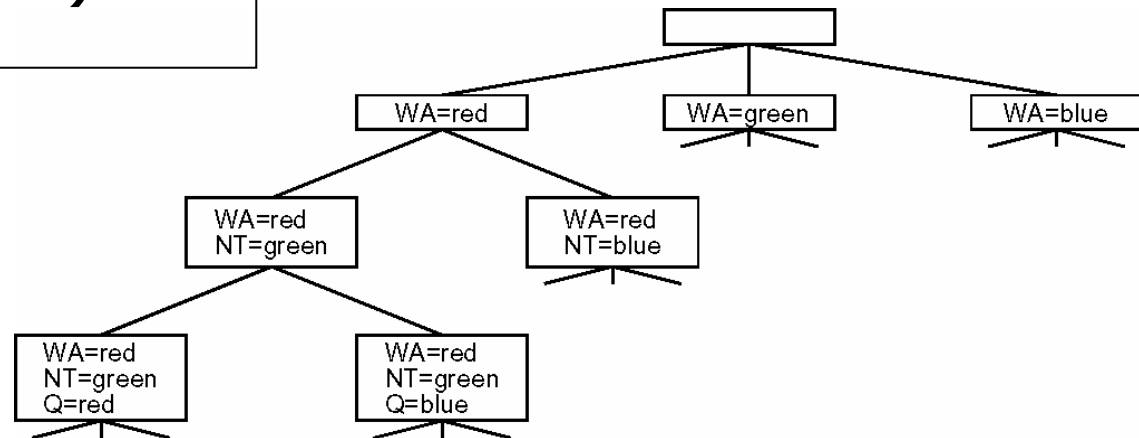 WA=red
WA=green
WA=blue
WA=red
NT=green
WA=red
NT=blue
WA=red
NT=green
Q=red
WA=red
NT=green
Q=blue